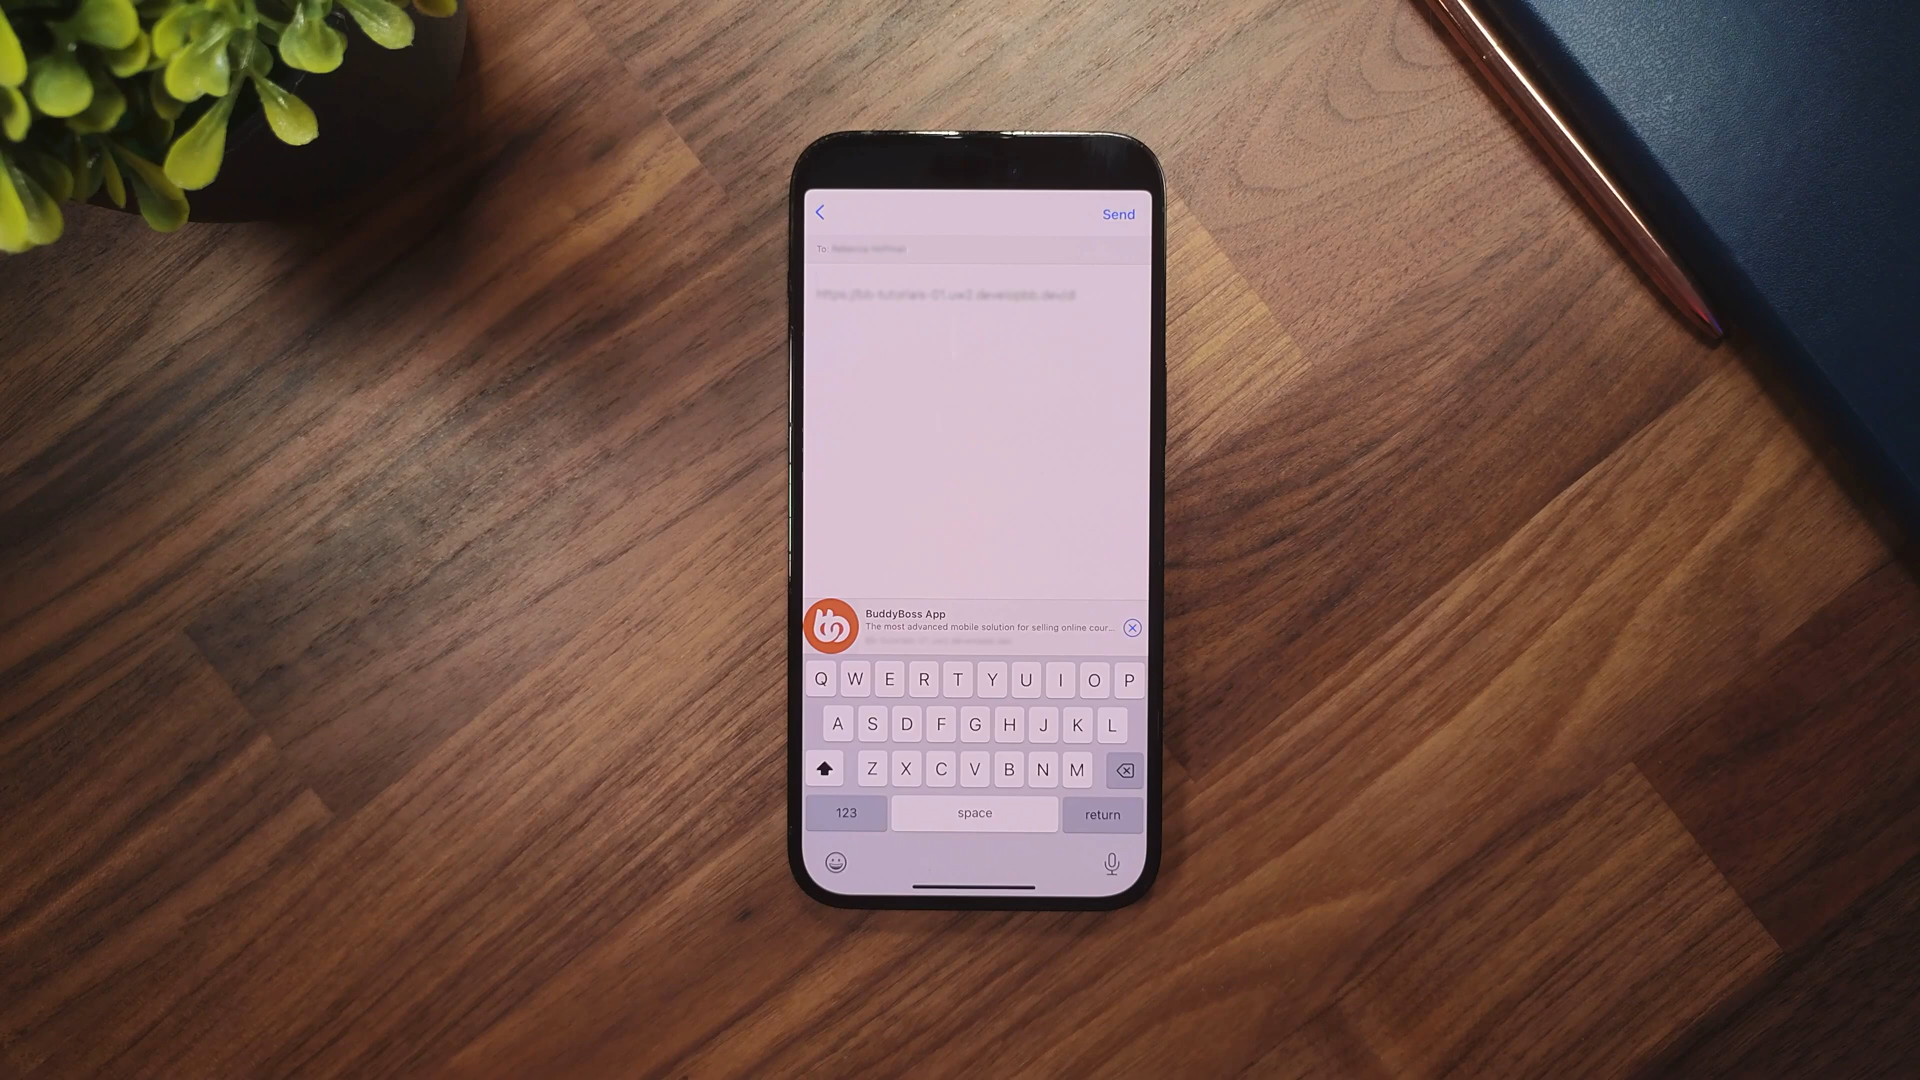 Send
To:
BuddyBoss App
The most advanced mobile solution for selling online cour...
Q W E R T Y U I O P
A S D F G H J K L
Z X C V B N M
123 space return